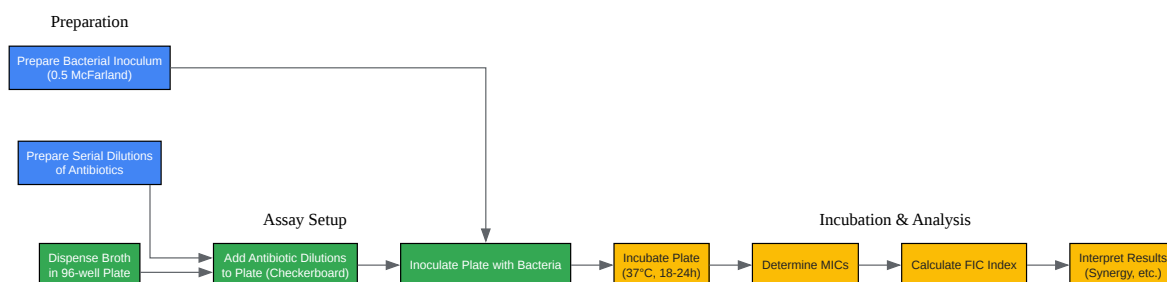 Preparation
Prepare Bacterial Inoculum
(0.5 McFarland)
Prepare Serial Dilutions
of Antibiotics
Assay Setup
Incubation & Analysis
Dispense Broth
in 96-well Plate
Add Antibiotic Dilutions
to Plate (Checkerboard)
Inoculate Plate with Bacteria
Incubate Plate
(37°C, 18-24h)
Determine MICs
Calculate FIC Index
Interpret Results
(Synergy, etc.)